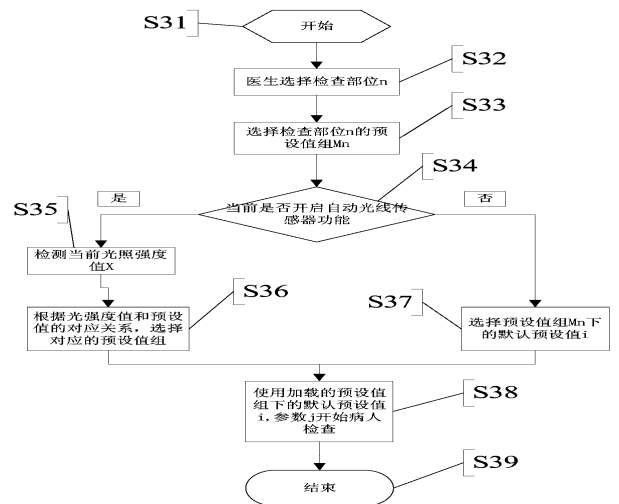 S31
开始
S32
医生选择检查部位n
S33
选择检查部位n的预
设值组Mn
S34
当前是否开启自动光线传
感器功能
是
否
S35
检测当前光照强度
值X
S36
根据光强度值和预设
值的对应关系，选择
对应的预设值组
S37
选择预设值组Mn下
的默认预设值i
S38
使用加载的预设值
组下的默认预设值
i,参数j开始病人
检查
S39
结束